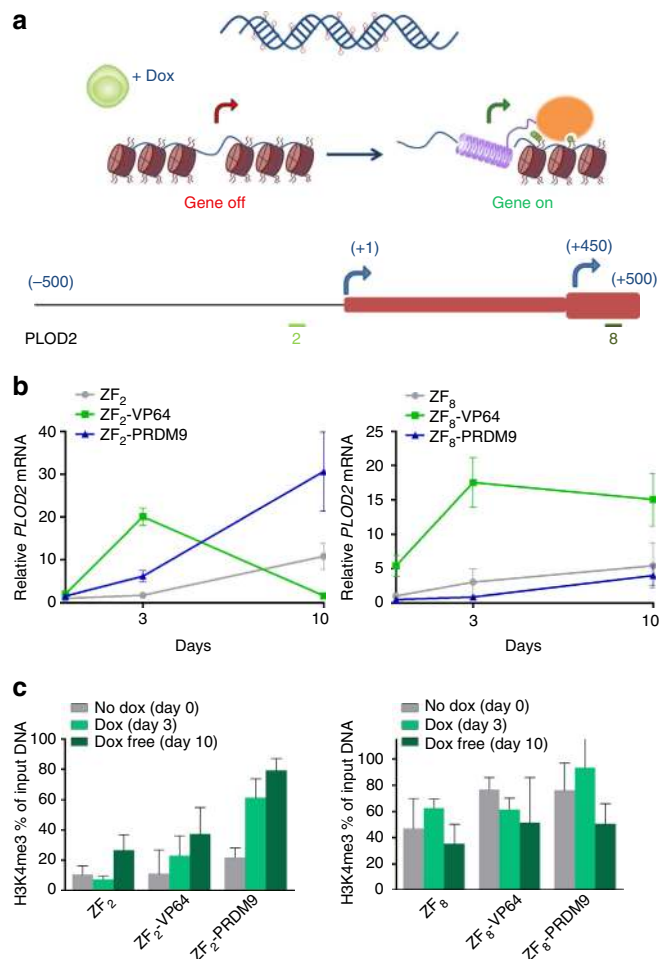 a
+ Dox
Gene off
Gene on
(–500)
(+1)
(+450)
(+500)
PLOD2
2
8
b
ZF2
ZF2-VP64
ZF2-PRDM9
Relative PLOD2 mRNA
40
30
20
10
0
3
10
Days
ZF8
ZF8-VP64
ZF8-PRDM9
Relative PLOD2 mRNA
25
20
15
10
5
0
3
10
Days
c
No dox (day 0)
Dox (day 3)
Dox free (day 10)
H3K4me3 % of input DNA
100
80
60
40
20
0
ZF2
ZF2-VP64
ZF2-PRDM9
No dox (day 0)
Dox (day 3)
Dox free (day 10)
H3K4me3 % of input DNA
100
80
60
40
20
0
ZF8
ZF8-VP64
ZF8-PRDM9